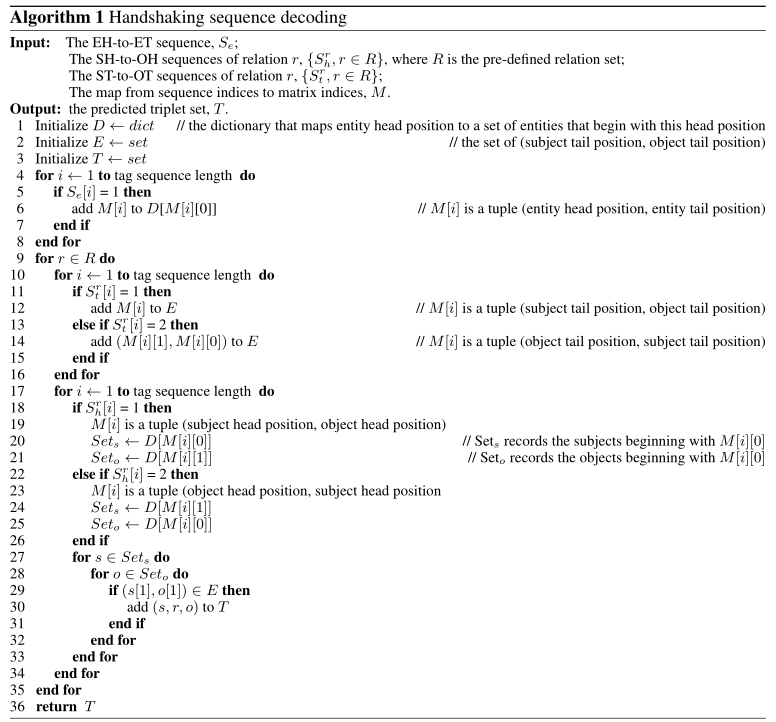 Algorithm 1 Handshaking sequence decoding
Input: The EH-to-ET sequence, $S_e$;
The SH-to-OH sequences of relation $r$, $\{S_h^r, r \in R\}$, where $R$ is the pre-defined relation set;
The ST-to-OT sequences of relation $r$, $\{S_t^r, r \in R\}$;
The map from sequence indices to matrix indices, $M$.
Output: the predicted triplet set, $T$.
1 Initialize $D \leftarrow dict$ // the dictionary that maps entity head position to a set of entities that begin with this head position
2 Initialize $E \leftarrow set$ // the set of (subject tail position, object tail position)
3 Initialize $T \leftarrow set$
4 for $i \leftarrow 1$ to tag sequence length do
5 if $S_e[i] = 1$ then
6 add $M[i]$ to $D[M[i][0]]$ // $M[i]$ is a tuple (entity head position, entity tail position)
7 end if
8 end for
9 for $r \in R$ do
10 for $i \leftarrow 1$ to tag sequence length do
11 if $S_t^r[i] = 1$ then
12 add $M[i]$ to $E$ // $M[i]$ is a tuple (subject tail position, object tail position)
13 else if $S_t^r[i] = 2$ then
14 add $(M[i][1], M[i][0])$ to $E$ // $M[i]$ is a tuple (object tail position, subject tail position)
15 end if
16 end for
17 for $i \leftarrow 1$ to tag sequence length do
18 if $S_h^r[i] = 1$ then
19 $M[i]$ is a tuple (subject head position, object head position)
20 $Set_s \leftarrow D[M[i][0]]$ // Set$_s$ records the subjects beginning with $M[i][0]$
21 $Set_o \leftarrow D[M[i][1]]$ // Set$_o$ records the objects beginning with $M[i][0]$
22 else if $S_h^r[i] = 2$ then
23 $M[i]$ is a tuple (object head position, subject head position
24 $Set_s \leftarrow D[M[i][1]]$
25 $Set_o \leftarrow D[M[i][0]]$
26 end if
27 for $s \in Set_s$ do
28 for $o \in Set_o$ do
29 if $(s[1], o[1]) \in E$ then
30 add $(s, r, o)$ to $T$
31 end if
32 end for
33 end for
34 end for
35 end for
36 return $T$